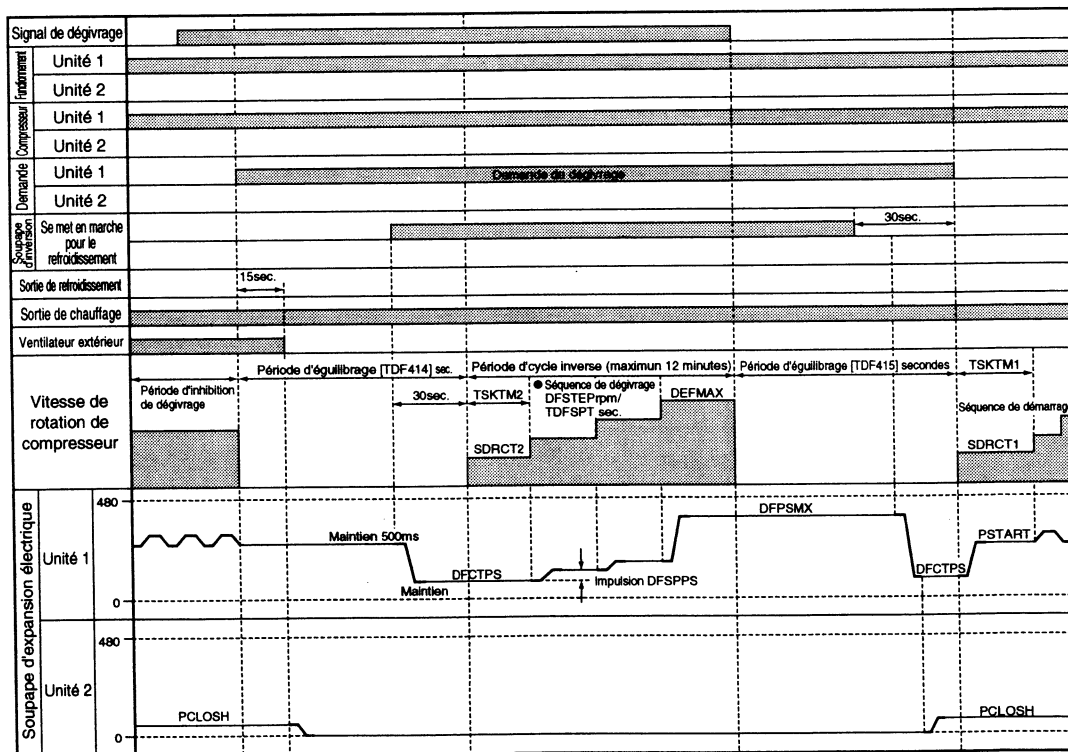 Signal de dégivrage
Fonctionnement
Unité 1
Unité 2
Compresseur
Unité 1
Unité 2
Demande
Unité 1
Demande du dégivrage
Unité 2
Soupape d'inversion
Se met en marche
pour le
refroidissement
30sec.
Sortie de refroidissement
15sec.
Sortie de chauffage
Ventilateur extérieur
Vitesse de
rotation de
compresseur
Période d'inhibition
de dégivrage
Période d'éguilibrage [TDF414] sec.
30sec.
Période d'cycle inverse (maximun 12 minutes)
TSKTM2
● Séquence de dégivrage
DFSTEPrpm/
TDFSPT sec.
DEFMAX
SDRCT2
Période d'éguilibrage [TDF415] secondes
TSKTM1
Séquence de démarrag
SDRCT1
Soupape d'expansion électrique
Unité 1
480
0
Maintien 500ms
DFCTPS
Maintien
Impulsion DFSPPS
DFPSMX
DFCTPS
PSTART
Unité 2
480
0
PCLOSH
PCLOSH